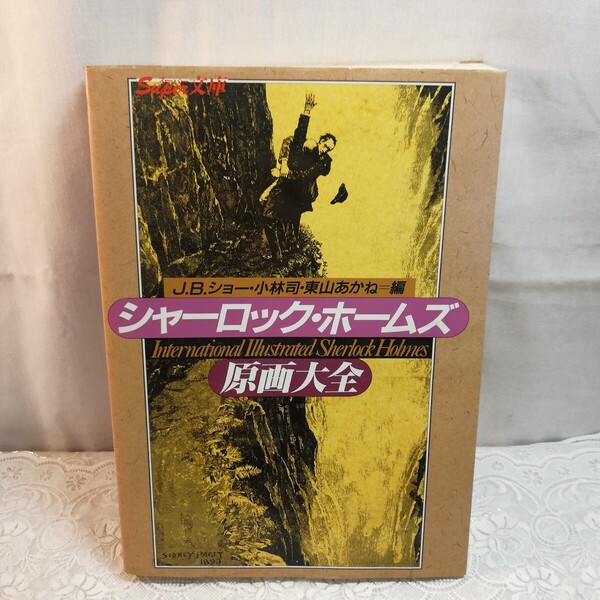 Super文庫
J.B.ショー・小林司・東山あかね=編
シャーロック・ホームズ
International Illustrated Sherlock Holmes
原画大全
SIDNEY PAGET
1893